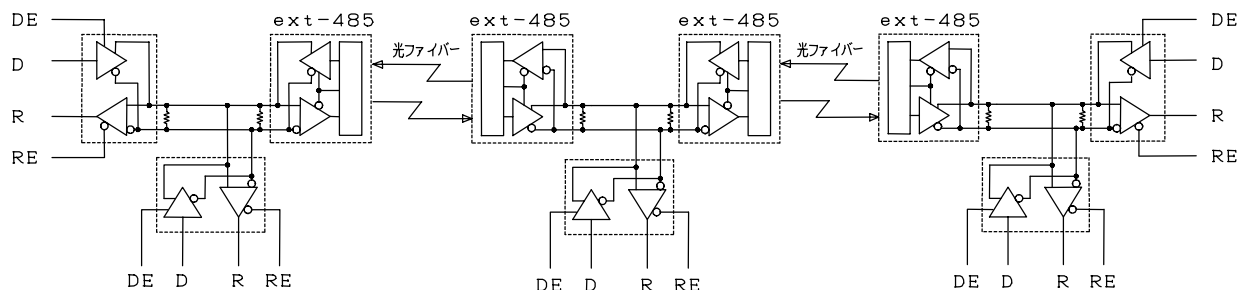 ext-485 ext-485 ext-485 ext-485
DE DE
光ファイバー 光ファイバー
D D
R R
RE RE
DE D R RE DE D R RE DE D R RE